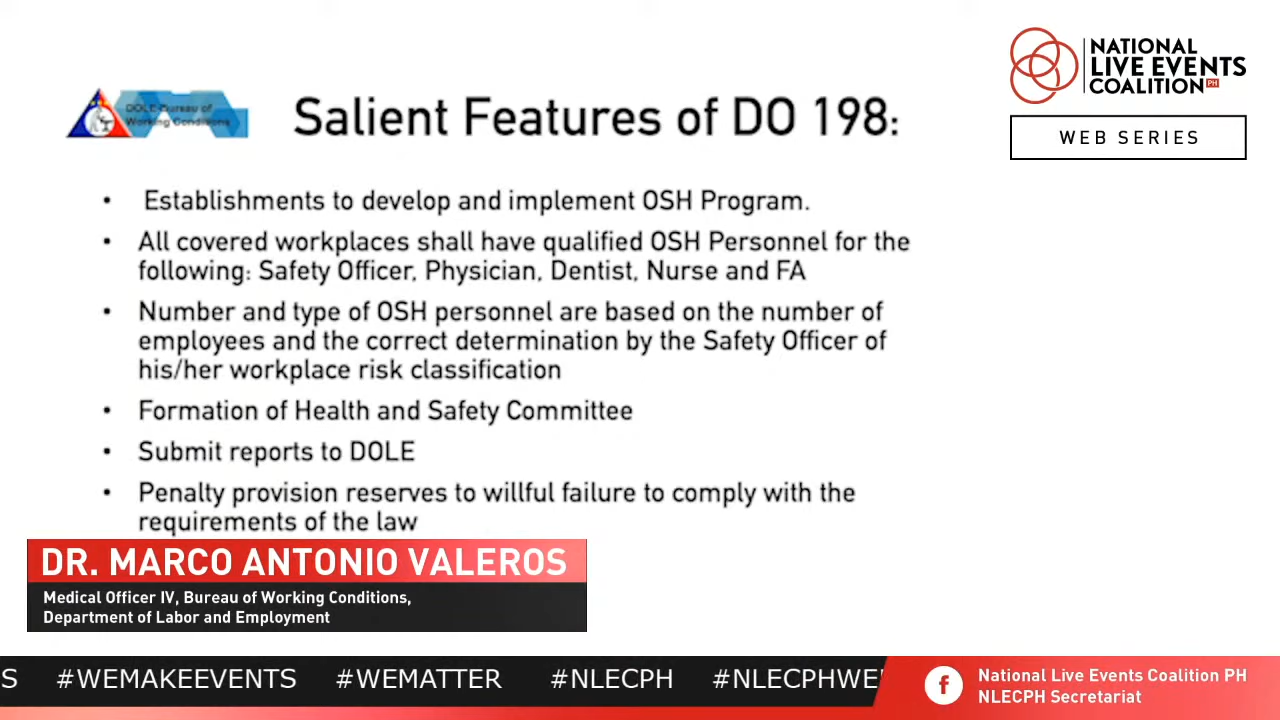 NATIONAL
LIVE EVENTS
COALITION PH
WEB SERIES
DOLE-Bureau of
Working Conditions
Salient Features of DO 198:
• Establishments to develop and implement OSH Program.
• All covered workplaces shall have qualified OSH Personnel for the
following: Safety Officer, Physician, Dentist, Nurse and FA
• Number and type of OSH personnel are based on the number of
employees and the correct determination by the Safety Officer of
his/her workplace risk classification
• Formation of Health and Safety Committee
• Submit reports to DOLE
• Penalty provision reserves to willful failure to comply with the
requirements of the law
DR. MARCO ANTONIO VALEROS
Medical Officer IV, Bureau of Working Conditions,
Department of Labor and Employment
S #WEMAKEEVENTS #WEMATTER #NLECPH #NLECPHWE
National Live Events Coalition PH
NLECPH Secretariat